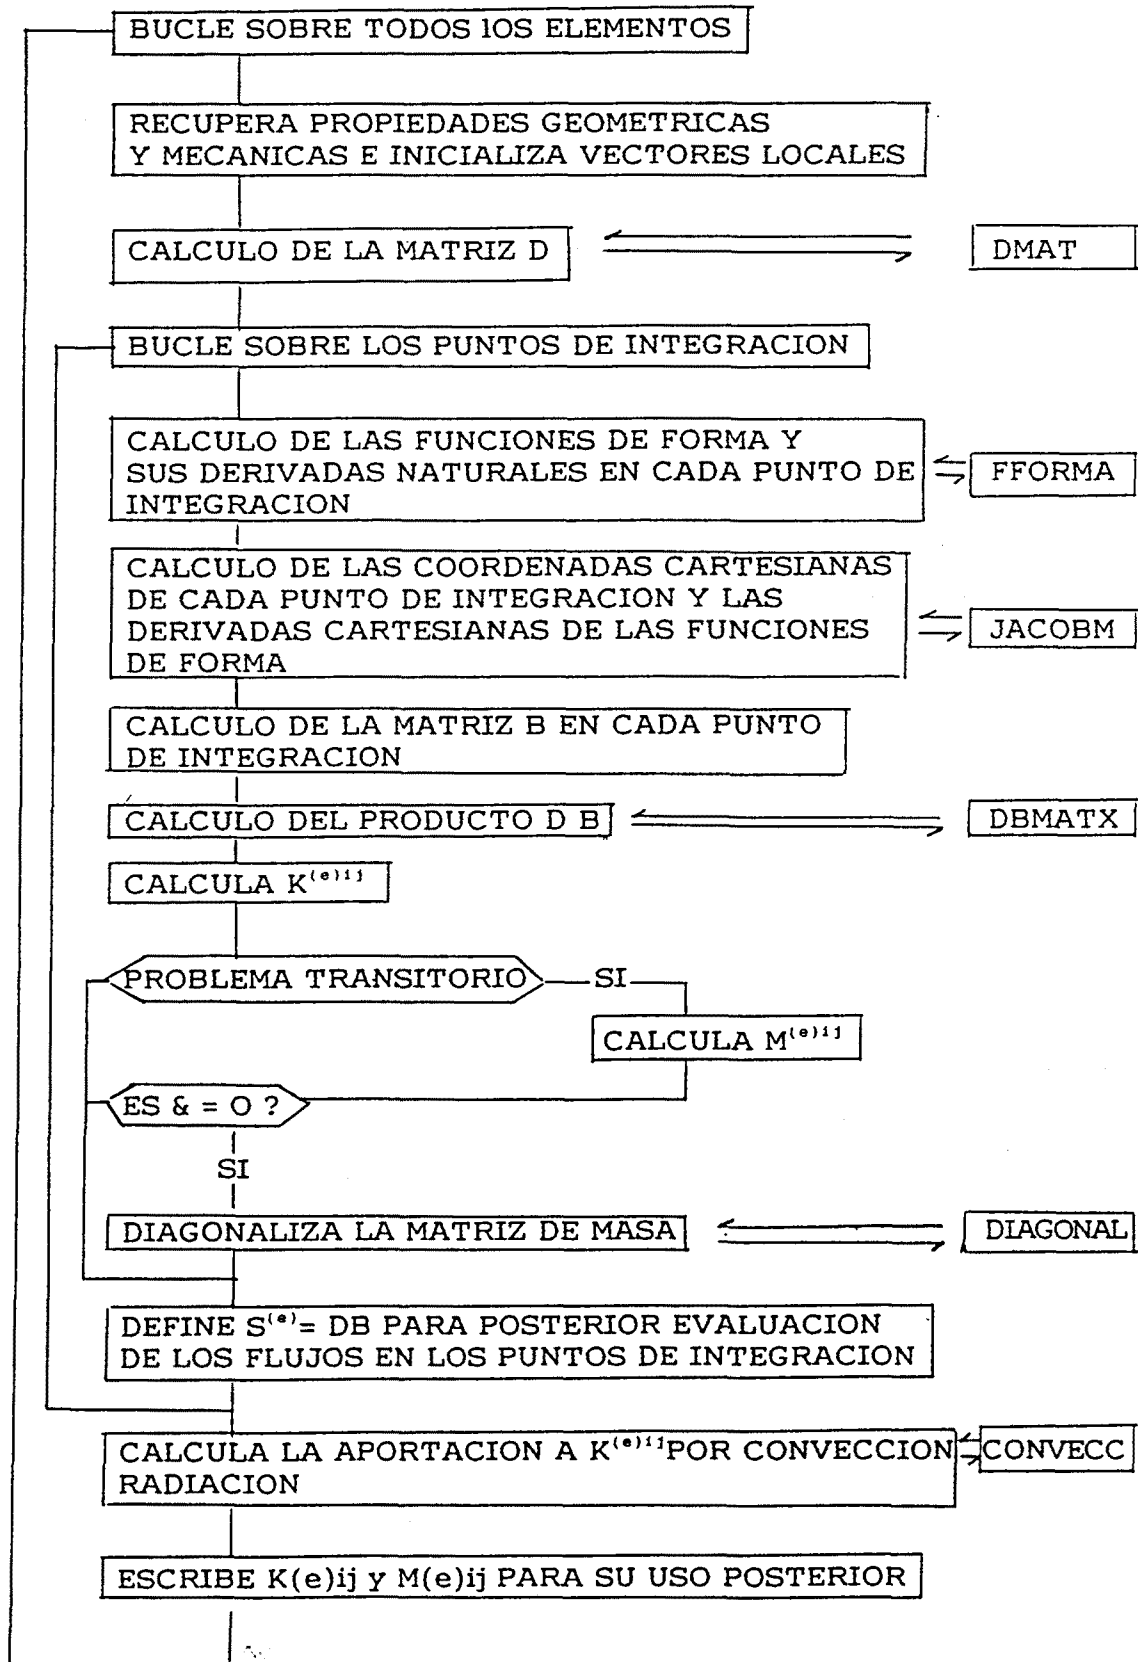 BUCLE SOBRE TODOS lOS ELEMENTOS
RECUPERA PROPIEDADES GEOMETRICAS
Y MECANICAS E INICIALIZA VECTORES LOCALES
CALCULO DE LA MATRIZ D
DMAT
BUCLE SOBRE LOS PUNTOS DE INTEGRACION
CALCULO DE LAS FUNCIONES DE FORMA Y
SUS DERIVADAS NATURALES EN CADA PUNTO DE
INTEGRACION
FFORMA
CALCULO DE LAS COORDENADAS CARTESIANAS
DE CADA PUNTO DE INTEGRACION Y LAS
DERIVADAS CARTESIANAS DE LAS FUNCIONES
DE FORMA
JACOBM
CALCULO DE LA MATRIZ B EN CADA PUNTO
DE INTEGRACION
CALCULO DEL PRODUCTO D B
DBMATX
CALCULA K⁽ᵉ⁾ⁱʲ
PROBLEMA TRANSITORIO
SI
CALCULA M⁽ᵉ⁾ⁱʲ
ES & = O ?
SI
DIAGONALIZA LA MATRIZ DE MASA
DIAGONAL
DEFINE S⁽ᵉ⁾= DB PARA POSTERIOR EVALUACION
DE LOS FLUJOS EN LOS PUNTOS DE INTEGRACION
CALCULA LA APORTACION A K⁽ᵉ⁾ⁱʲ POR CONVECCION
RADIACION
CONVECC
ESCRIBE K(e)ij y M(e)ij PARA SU USO POSTERIOR